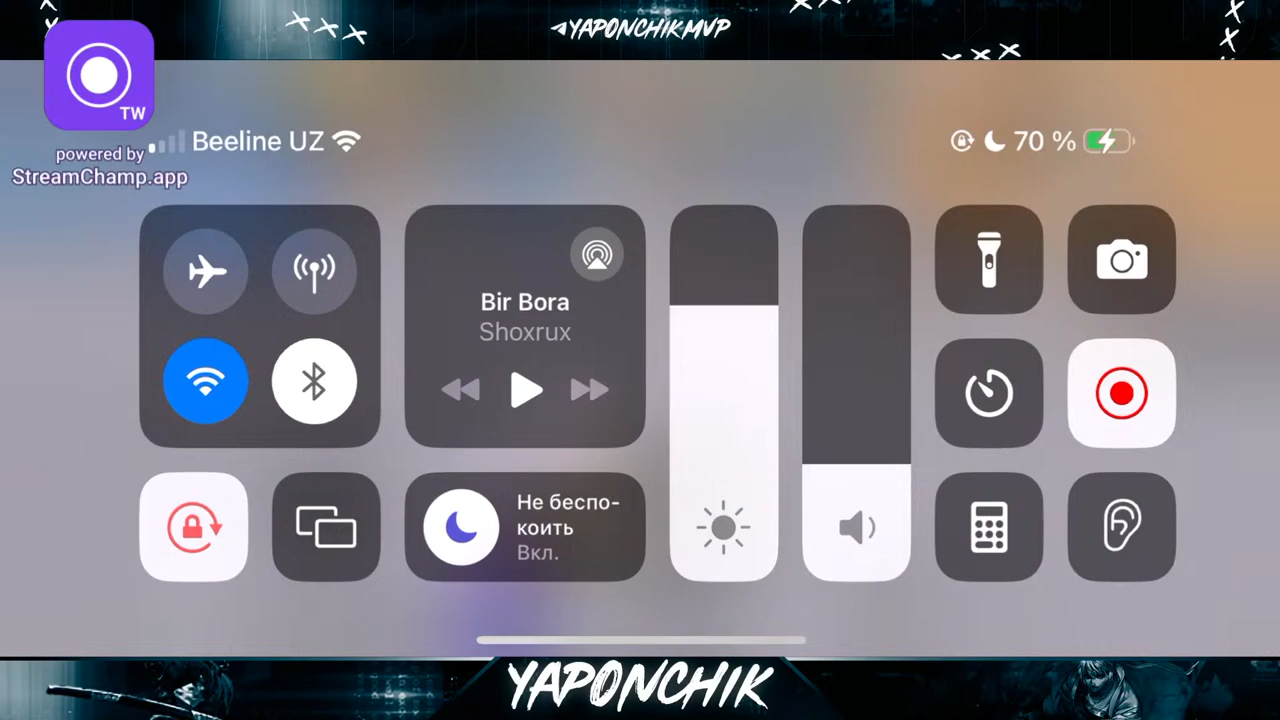 YAPONCHIKMVP
TW
powered by
StreamChamp.app
Beeline UZ
70 %
Bir Bora
Shoxrux
Не беспо-
коить
Вкл.
YAPONCHIK